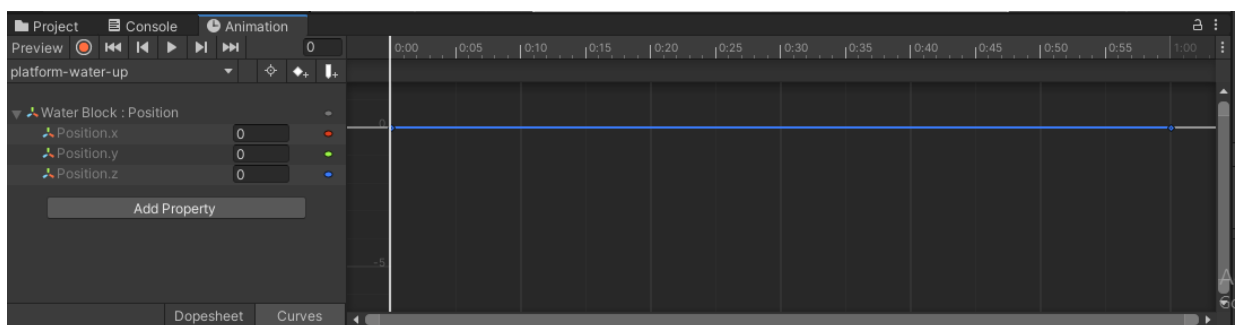 Project Console Animation
Preview 0 0:00 0:05 0:10 0:15 0:20 0:25 0:30 0:35 0:40 0:45 0:50 0:55 1:00
platform-water-up
Water Block : Position
0
Position.x 0
Position.y 0
Position.z 0
Add Property
-5
A
Dopesheet Curves